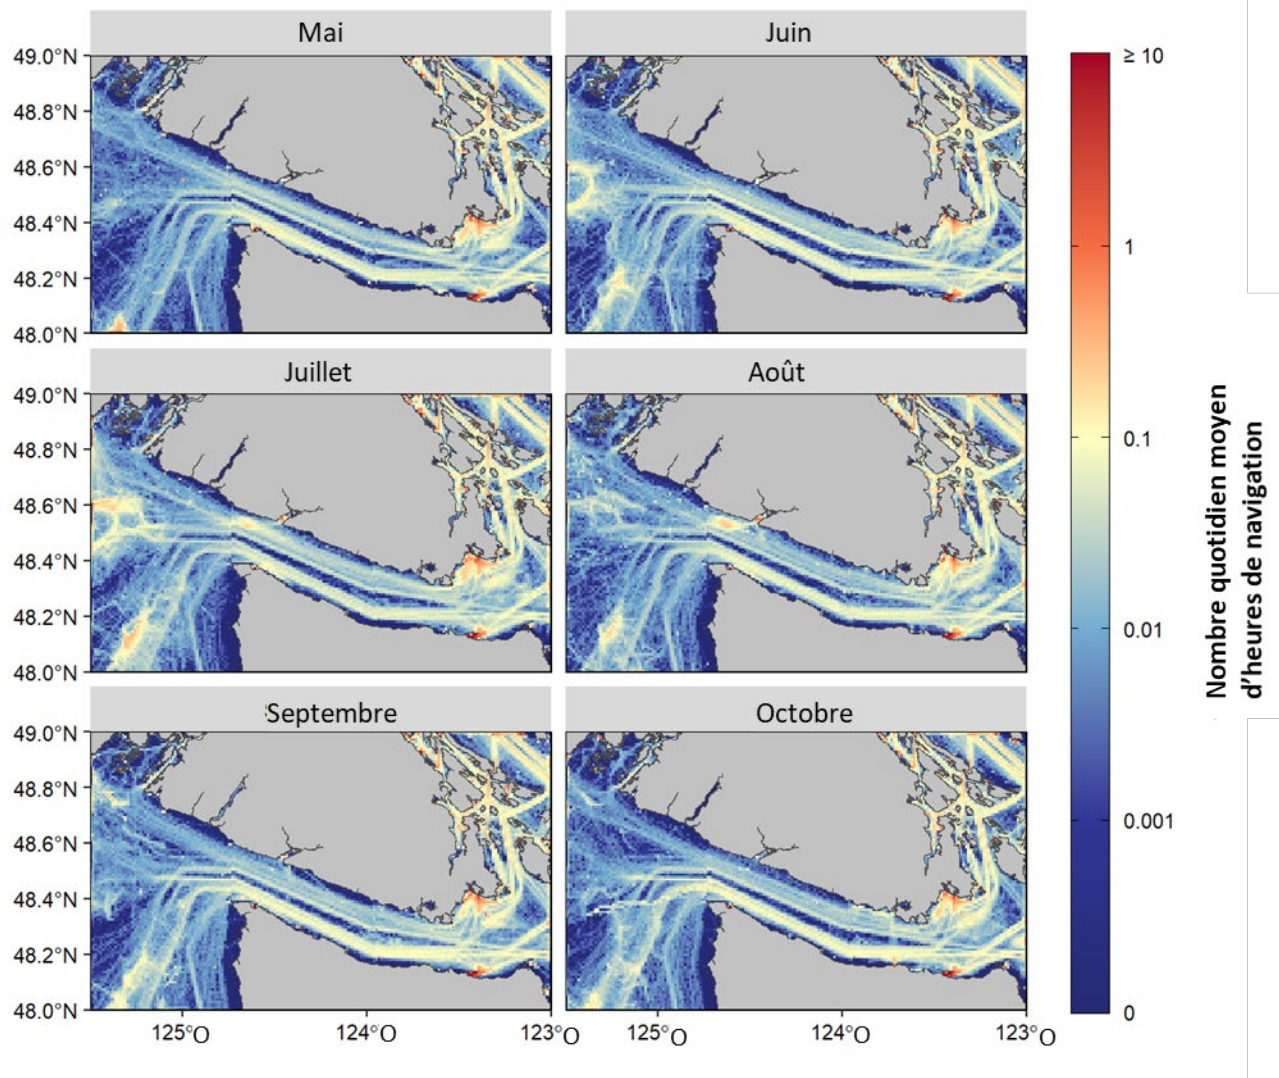 Mai
Juin
49.0°N
48.8°N
48.6°N
48.4°N
48.2°N
48.0°N
Juillet
Août
49.0°N
48.8°N
48.6°N
48.4°N
48.2°N
48.0°N
Septembre
Octobre
49.0°N
48.8°N
48.6°N
48.4°N
48.2°N
48.0°N
125°O
124°O
123°O
125°O
124°O
123°O
≥ 10
1
0.1
0.01
0.001
0
Nombre quotidien moyen
d'heures de navigation